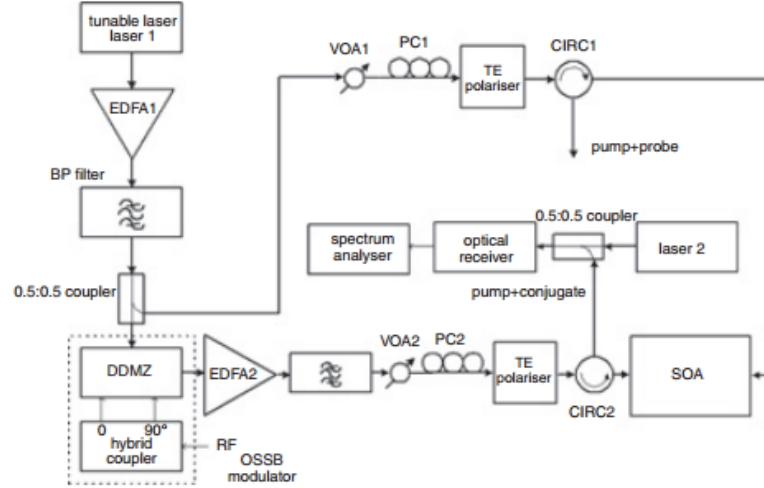 tunable laser
laser 1
EDFA1
BP filter
0.5:0.5 coupler
VOA1
PC1
TE
polariser
CIRC1
pump+probe
0.5:0.5 coupler
spectrum
analyser
optical
receiver
laser 2
pump+conjugate
DDMZ
EDFA2
VOA2
PC2
TE
polariser
CIRC2
SOA
0
90°
hybrid
coupler
RF
OSSB
modulator